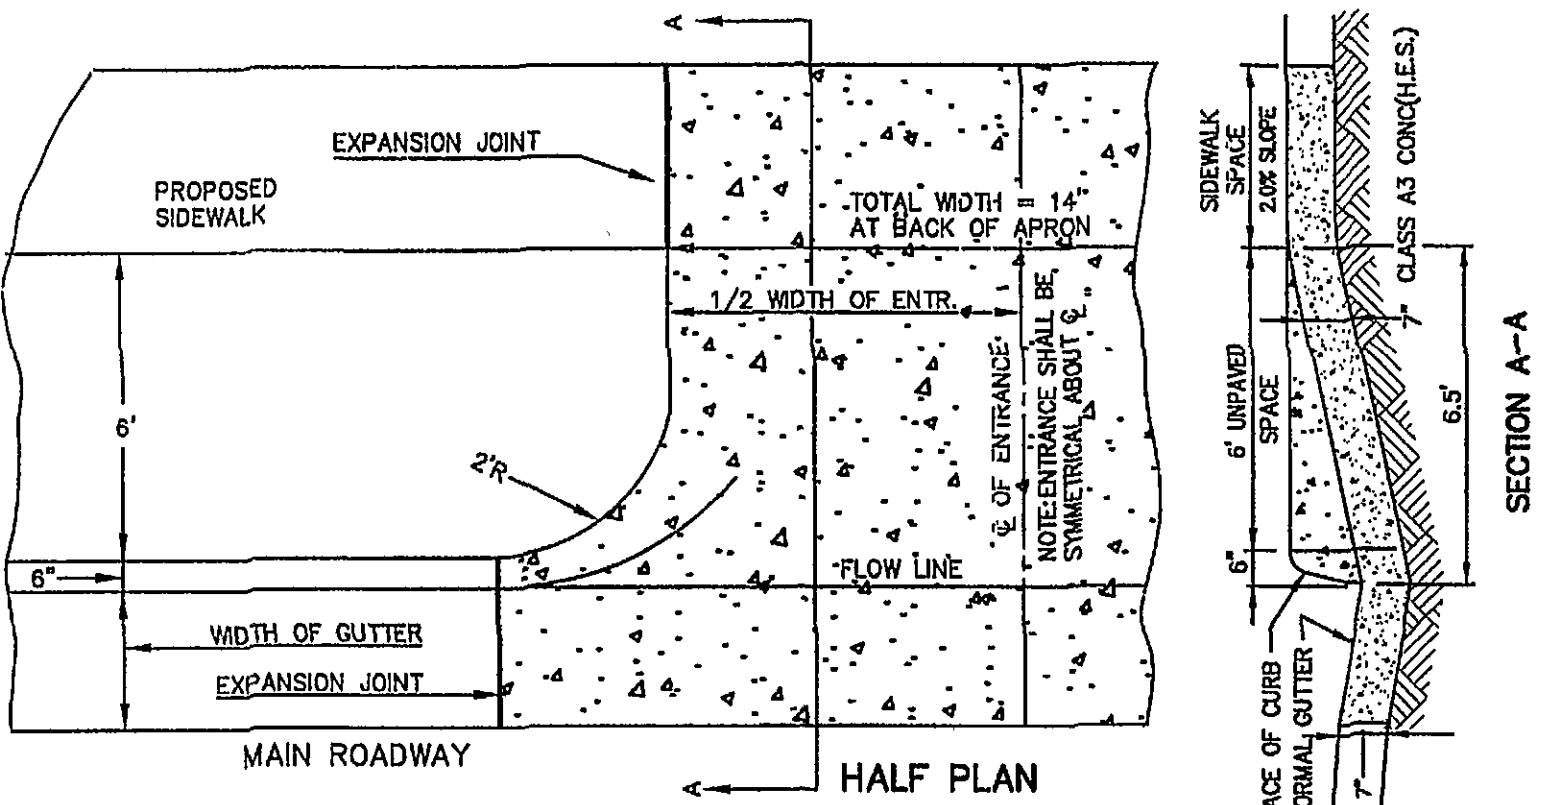 A
EXPANSION JOINT
PROPOSED
SIDEWALK
TOTAL WIDTH = 14'
AT BACK OF APRON
1/2 WIDTH OF ENTR.
6'
2'R
℄ OF ENTRANCE
NOTE: ENTRANCE SHALL BE
SYMMETRICAL ABOUT ℄
6"
FLOW LINE
WIDTH OF GUTTER
EXPANSION JOINT
MAIN ROADWAY
A
HALF PLAN
SIDEWALK
SPACE
2.0% SLOPE
7" CLASS A3 CONC(H.E.S.)
6' UNPAVED
SPACE
6"
6.5'
OF CURB
GUTTER
7"
SECTION A-A